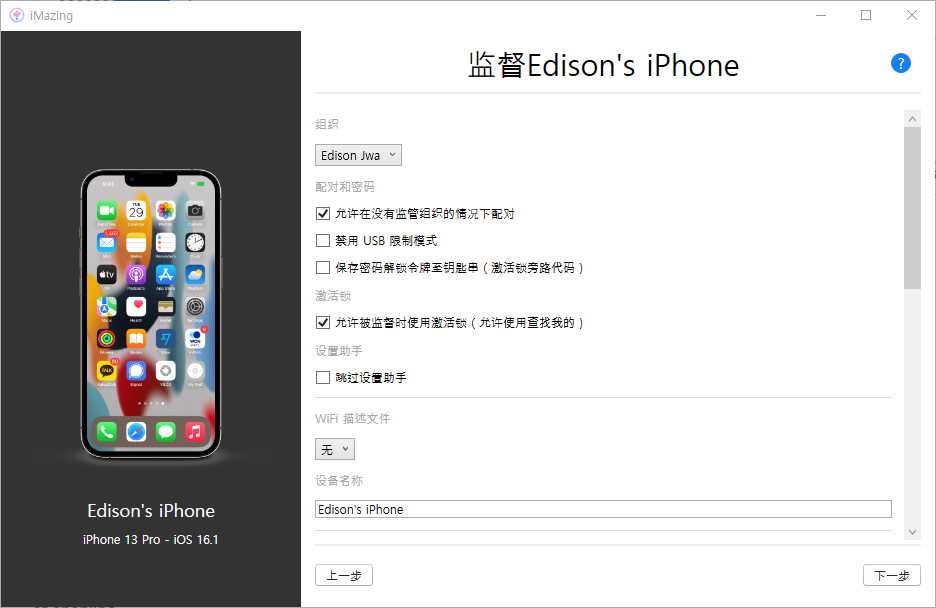 iMazing
监督Edison's iPhone
?
组织
Edison Jwa
配对和密码
允许在没有监管组织的情况下配对
禁用 USB 限制模式
保存密码解锁令牌至钥匙串（激活锁旁路代码）
激活锁
允许被监督时使用激活锁（允许使用查找我的）
设置助手
跳过设置助手
WiFi 描述文件
无
设备名称
Edison's iPhone
上一步
下一步
TUE
29
tv
TALK
Edison's iPhone
iPhone 13 Pro - iOS 16.1